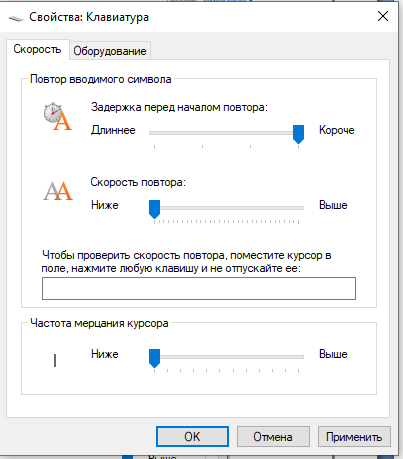 Свойства: Клавиатура
Скорость
Оборудование
Повтор вводимого символа
Задержка перед началом повтора:
Длиннее
Короче
Скорость повтора:
Ниже
Выше
Чтобы проверить скорость повтора, поместите курсор в
поле, нажмите любую клавишу и не отпускайте ее:
Частота мерцания курсора
Ниже
Выше
OK
Отмена
Применить